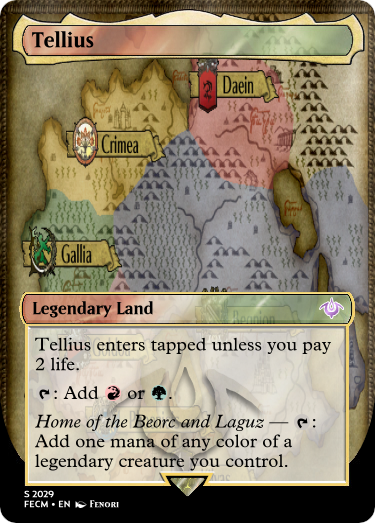 Tellius
Daein
Crimea
Gallia
Legendary Land
Tellius enters tapped unless you pay
2 life.
: Add or .
Home of the Beorc and Laguz — :
Add one mana of any color of a
legendary creature you control.
S 2029
FECM • EN Fenori